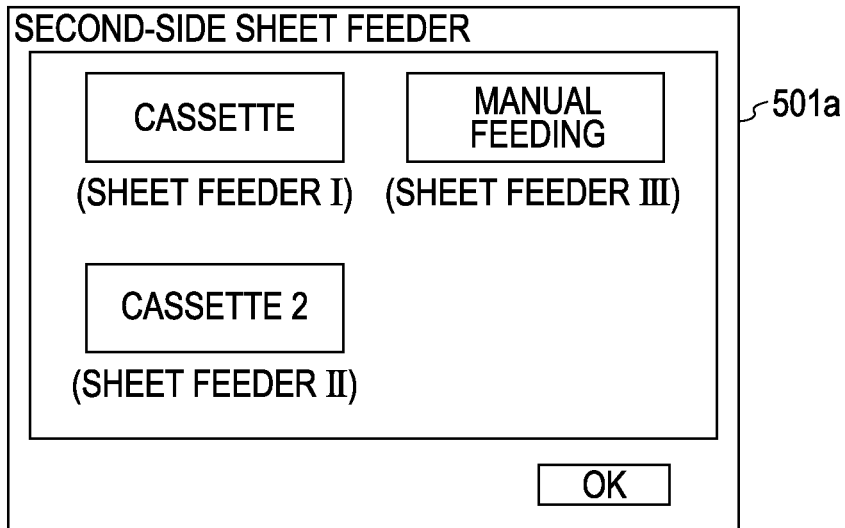 SECOND-SIDE SHEET FEEDER
CASSETTE
(SHEET FEEDER I)
MANUAL
FEEDING
(SHEET FEEDER III)
CASSETTE 2
(SHEET FEEDER II)
OK
501a